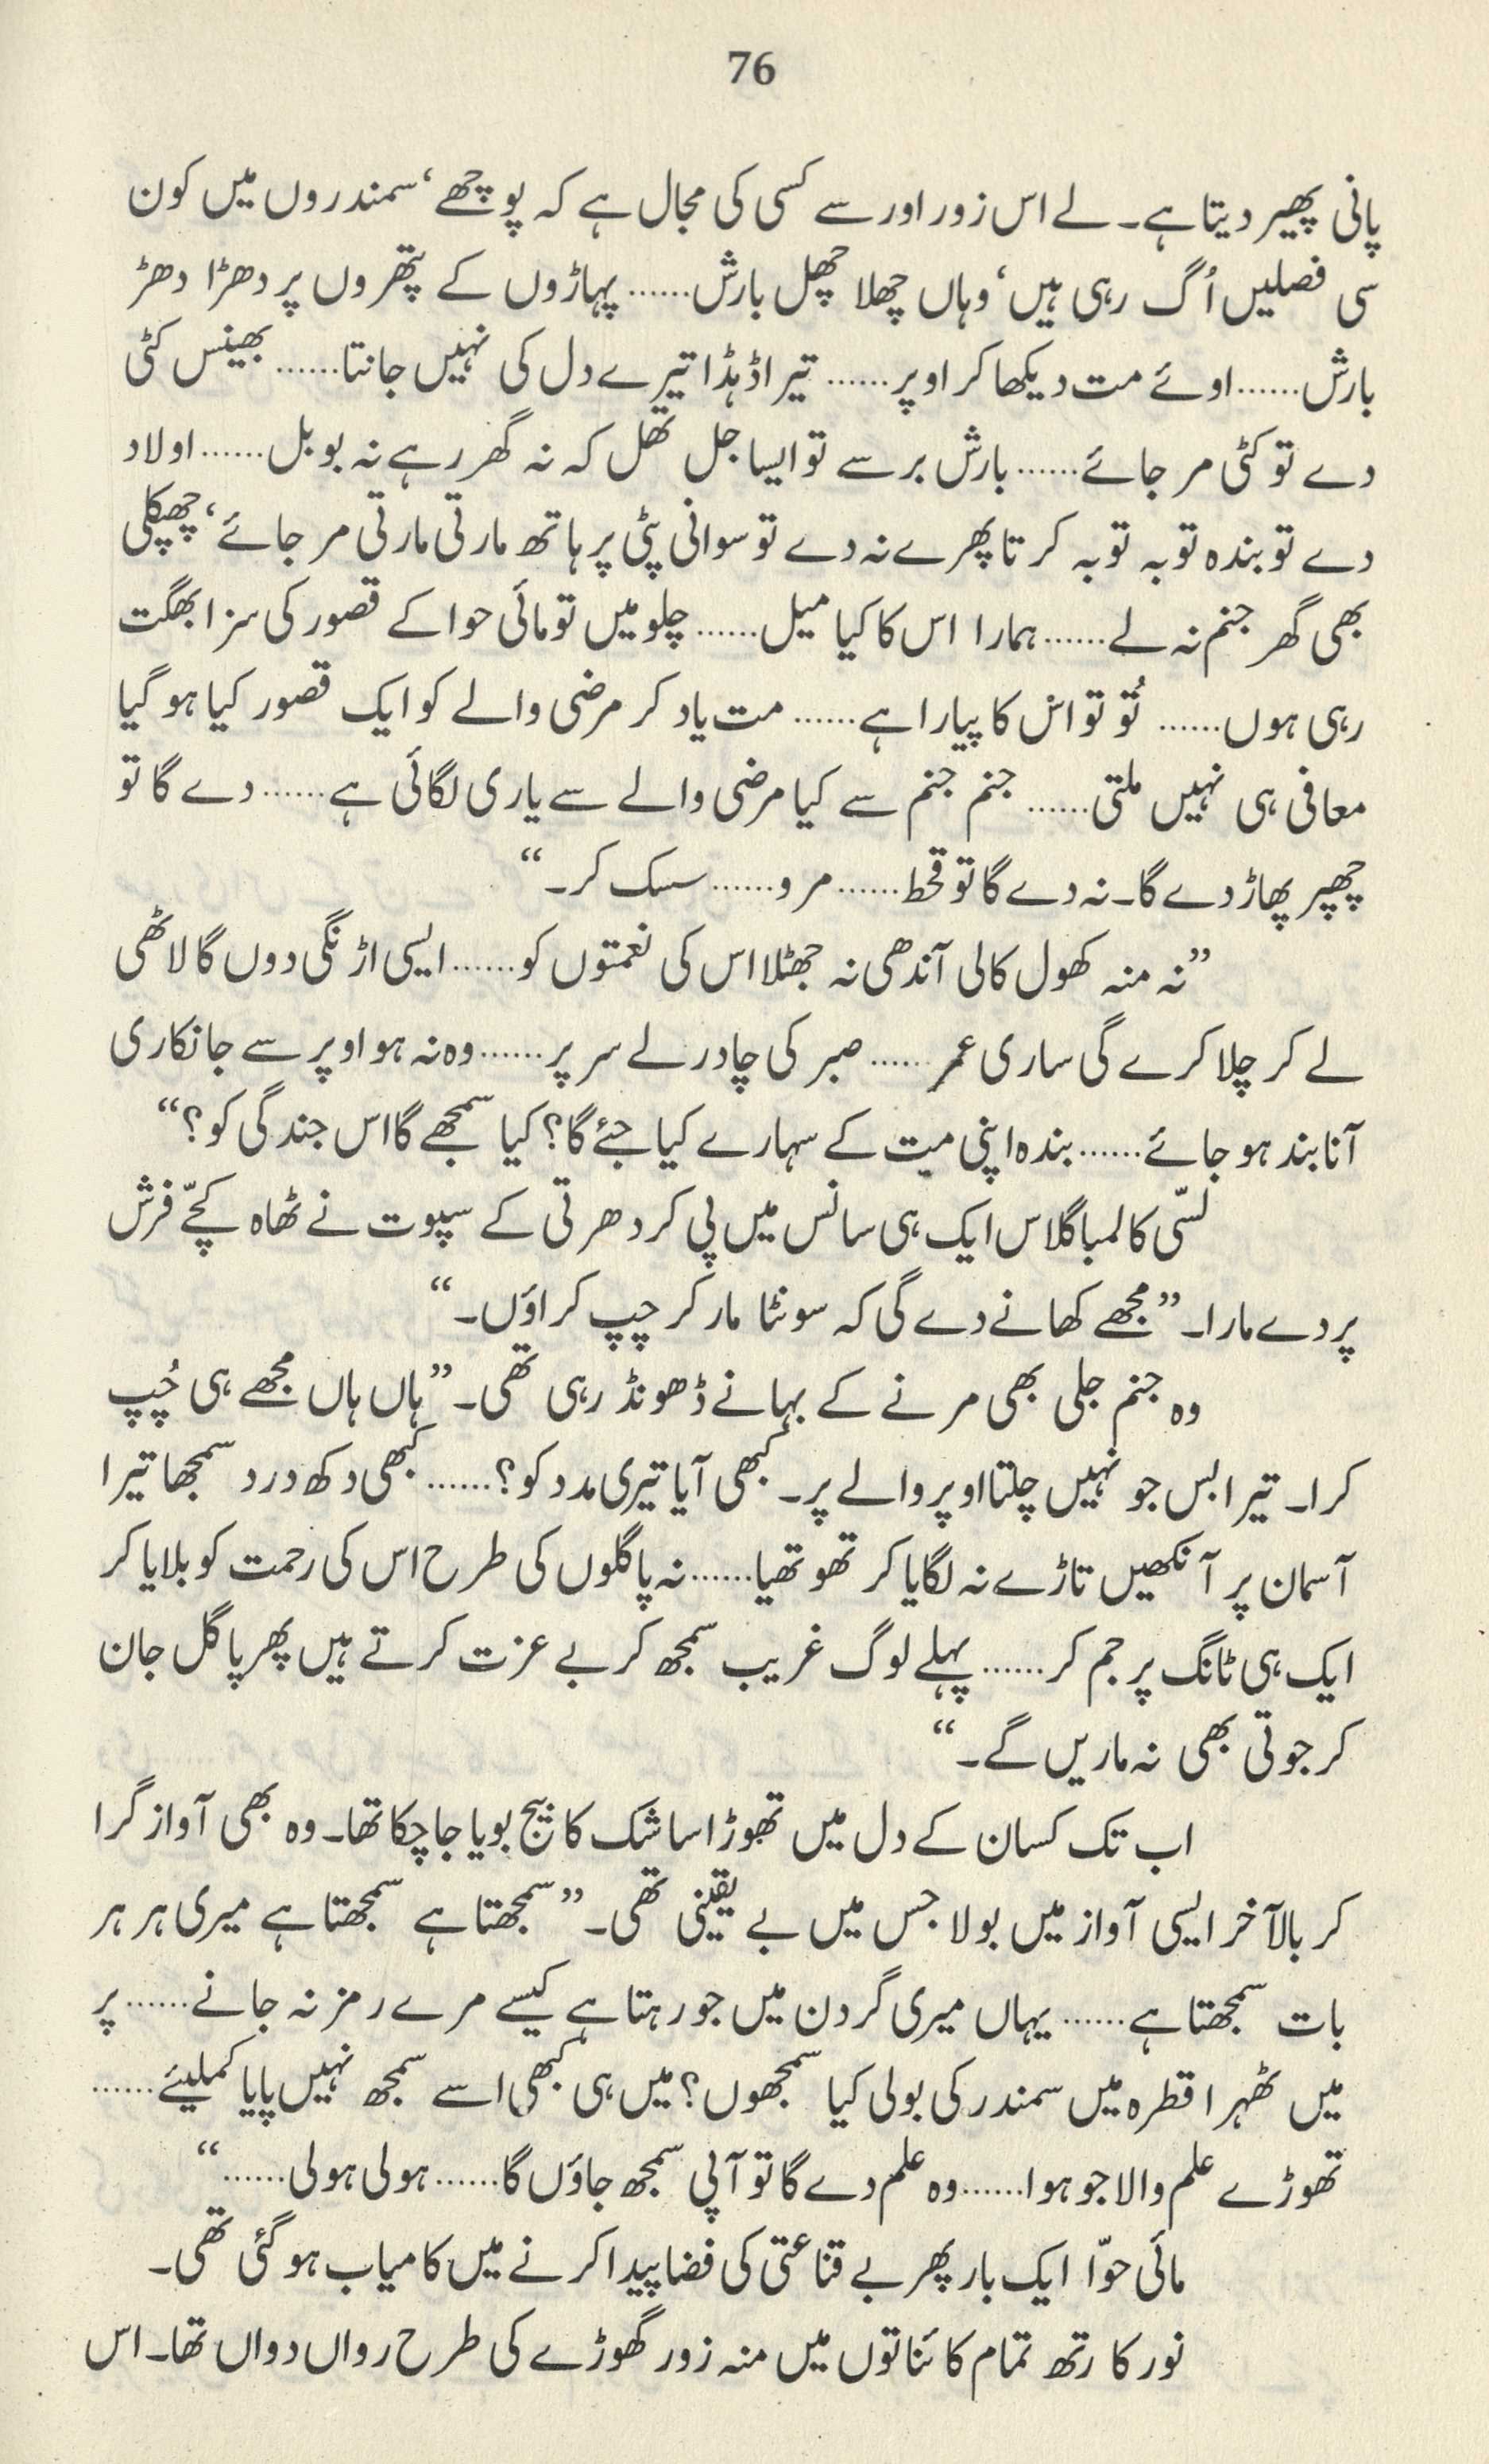 76
پانی پھیر دیتا ہے۔ لے اس زور اور سے کسی کی مجال ہے کہ پوچھے، سمندروں میں کون
سی فصلیں اُگ رہی ہیں، وہاں چھلا چھل بارش...... پہاڑوں کے پتھروں پر دھڑا دھڑ
بارش......اوئے مت دیکھا کر اوپر...... تیرا ڈہڈا تیرے دل کی نہیں جانتا...... بھینس کٹی
دے تو کٹی مر جائے...... بارش برسے تو ایسا جل تھل کہ نہ گھر رہے نہ بو بل...... اولاد
دے تو بندہ توبہ توبہ کرتا پھرے نہ دے تو سوانی پٹی پر ہاتھ مارتی مارتی مر جائے، چھپکلی
بھی گھر جنم نہ لے......ہمارا اس کا کیا میل...... چلو میں تو مائی حوا کے قصور کی سزا بھگت
رہی ہوں...... تُو تو اس کا پیارا ہے...... مت یاد کر مرضی والے کو ایک قصور کیا ہو گیا
معافی ہی نہیں ملتی...... جنم جنم سے کیا مرضی والے سے یاری لگائی ہے...... دے گا تو
چھپر پھاڑ دے گا۔ نہ دے گا تو قحط...... مرو...... سسک کر۔“
”نہ منہ کھول کالی آندھی نہ جھٹلا اس کی نعمتوں کو...... ایسی اڑنگی دوں گا لاٹھی
لے کر چلا کرے گی ساری عمر...... صبر کی چادر لے سر پر...... وہ نہ ہو اوپر سے جانکاری
آنا بند ہو جائے...... بندہ اپنی میت کے سہارے کیا جئے گا؟ کیا سمجھے گا اس جندگی کو؟“
لسّی کا لمبا گلاس ایک ہی سانس میں پی کر دھرتی کے سپوت نے ٹھاہ کچّے فرش
پر دے مارا۔ ”مجھے کھانے دے گی کہ سونٹا مار کر چپ کراؤں۔“
وہ جنم جلی بھی مرنے کے بہانے ڈھونڈ رہی تھی۔ ”ہاں ہاں مجھے ہی چُپ
کرا۔ تیرا بس جو نہیں چلتا اوپر والے پر۔ کبھی آیا تیری مدد کو؟...... کبھی دکھ درد سمجھا تیرا
آسمان پر آنکھیں تاڑے نہ لگایا کر تھوتھیا...... نہ پاگلوں کی طرح اس کی رحمت کو بلایا کر
ایک ہی ٹانگ پر جم کر...... پہلے لوگ غریب سمجھ کر بے عزت کرتے ہیں پھر پاگل جان
کر جوتی بھی نہ ماریں گے۔“
اب تک کسان کے دل میں تھوڑا سا شک کا بیج بویا جا چکا تھا۔ وہ بھی آواز گرا
کر بالآخر ایسی آواز میں بولا جس میں بے یقینی تھی۔ ”سمجھتا ہے سمجھتا ہے میری ہر ہر
بات سمجھتا ہے...... یہاں میری گردن میں جو رہتا ہے کیسے مرے رمز نہ جانے...... پر
میں ٹھہرا قطرہ میں سمندر کی بولی کیا سمجھوں؟ میں ہی کبھی اسے سمجھ نہیں پایا کملیئے......
تھوڑے علم والا جو ہوا...... وہ علم دے گا تو آپی سمجھ جاؤں گا...... ہولی ہولی......“
مائی حوّا ایک بار پھر بے قناعتی کی فضا پیدا کرنے میں کامیاب ہو گئی تھی۔
نور کا رتھ تمام کائناتوں میں منہ زور گھوڑے کی طرح رواں دواں تھا۔ اس